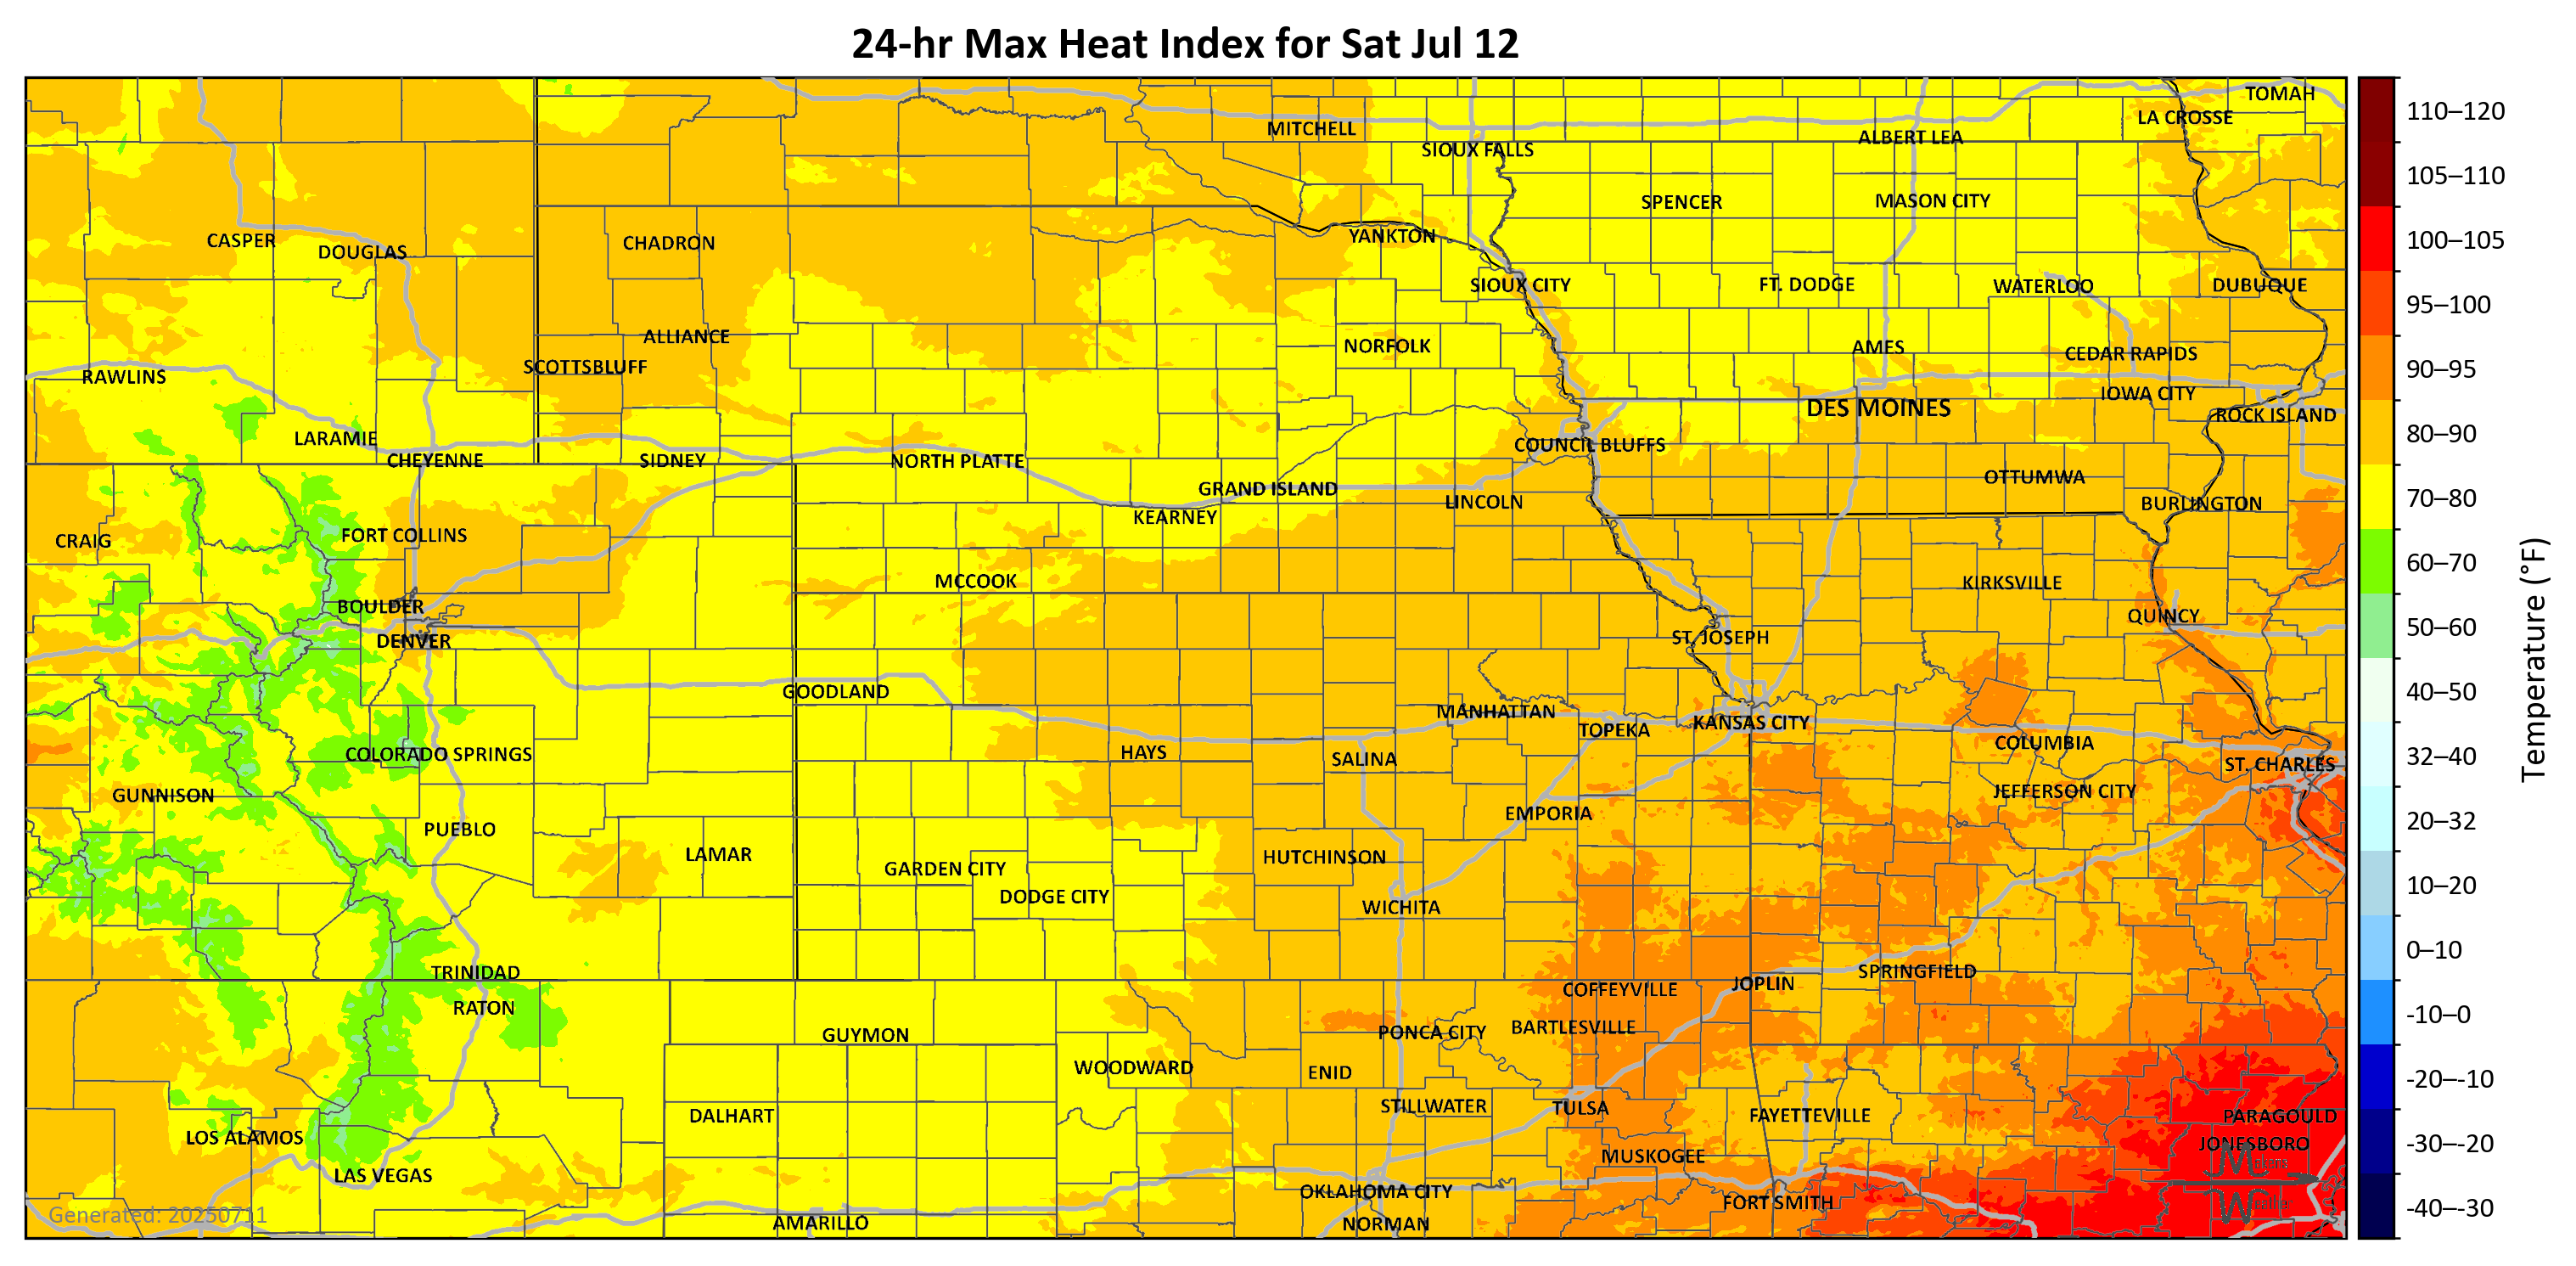 24-hr Max Heat Index for Sat Jul 12
TOMAH
LA CROSSE
MITCHELL
ALBERT LEA
SIOUX FALLS
SPENCER
MASON CITY
YANKTON
CASPER
CHADRON
DOUGLAS
SIOUX CITY
FT. DODGE
WATERLOO
DUBUQUE
ALLIANCE
NORFOLK
AMES
CEDAR RAPIDS
SCOTTSBLUFF
RAWLINS
IOWA CITY
DES MOINES
ROCK ISLAND
LARAMIE
COUNCIL BLUFFS
CHEYENNE
SIDNEY
NORTH PLATTE
OTTUMWA
GRAND ISLAND
LINCOLN
BURLINGTON
KEARNEY
FORT COLLINS
CRAIG
MCCOOK
KIRKSVILLE
BOULDER
QUINCY
DENVER
ST. JOSEPH
GOODLAND
MANHATTAN
KANSAS CITY
TOPEKA
COLUMBIA
COLORADO SPRINGS
HAYS
SALINA
ST. CHARLES
GUNNISON
JEFFERSON CITY
EMPORIA
PUEBLO
LAMAR
HUTCHINSON
GARDEN CITY
DODGE CITY
WICHITA
TRINIDAD
SPRINGFIELD
JOPLIN
COFFEYVILLE
RATON
BARTLESVILLE
PONCA CITY
GUYMON
WOODWARD
ENID
STILLWATER
TULSA
DALHART
FAYETTEVILLE
PARAGOULD
LOS ALAMOS
JONESBORO
MUSKOGEE
LAS VEGAS
OKLAHOMA CITY
FORT SMITH
AMARILLO
NORMAN
Generated: 20250711
110–120
105–110
100–105
95–100
90–95
80–90
70–80
60–70
50–60
40–50
32–40
20–32
10–20
0–10
-10–0
-20–-10
-30–-20
-40–-30
Temperature (°F)